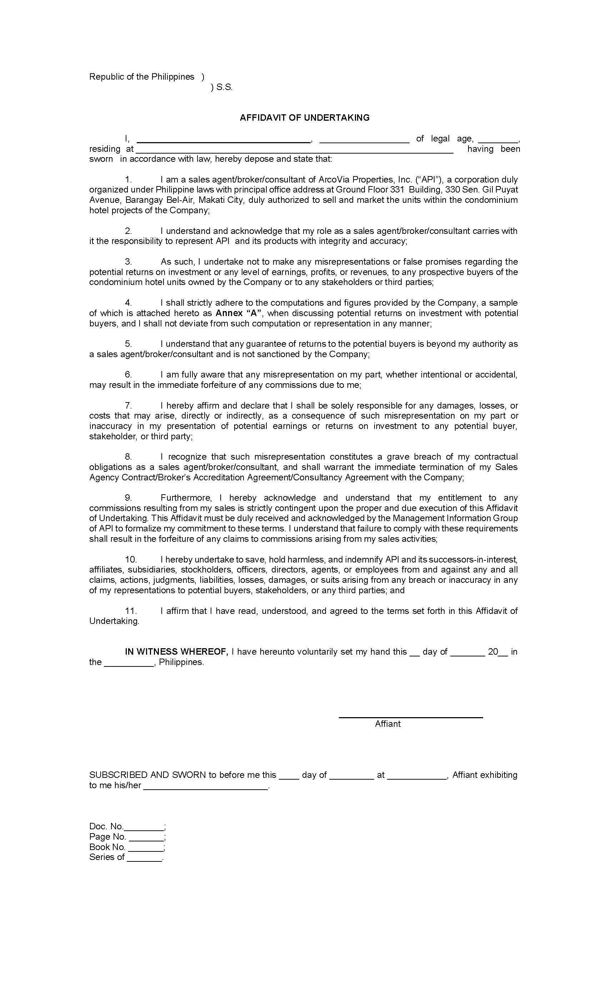 Republic of the Philippines )
) S.S.
AFFIDAVIT OF UNDERTAKING
I, ___________________________________, __________________ of legal age, ________,
residing at ________________________________________________________________ having been
sworn in accordance with law, hereby depose and state that:
1. I am a sales agent/broker/consultant of ArcoVia Properties, Inc. (“API”), a corporation duly
organized under Philippine laws with principal office address at Ground Floor 331 Building, 330 Sen. Gil Puyat
Avenue, Barangay Bel-Air, Makati City, duly authorized to sell and market the units within the condominium
hotel projects of the Company;
2. I understand and acknowledge that my role as a sales agent/broker/consultant carries with
it the responsibility to represent API and its products with integrity and accuracy;
3. As such, I undertake not to make any misrepresentations or false promises regarding the
potential returns on investment or any level of earnings, profits, or revenues, to any prospective buyers of the
condominium hotel units owned by the Company or to any stakeholders or third parties;
4. I shall strictly adhere to the computations and figures provided by the Company, a sample
of which is attached hereto as Annex “A”, when discussing potential returns on investment with potential
buyers, and I shall not deviate from such computation or representation in any manner;
5. I understand that any guarantee of returns to the potential buyers is beyond my authority as
a sales agent/broker/consultant and is not sanctioned by the Company;
6. I am fully aware that any misrepresentation on my part, whether intentional or accidental,
may result in the immediate forfeiture of any commissions due to me;
7. I hereby affirm and declare that I shall be solely responsible for any damages, losses, or
costs that may arise, directly or indirectly, as a consequence of such misrepresentation on my part or
inaccuracy in my presentation of potential earnings or returns on investment to any potential buyer,
stakeholder, or third party;
8. I recognize that such misrepresentation constitutes a grave breach of my contractual
obligations as a sales agent/broker/consultant, and shall warrant the immediate termination of my Sales
Agency Contract/Broker’s Accreditation Agreement/Consultancy Agreement with the Company;
9. Furthermore, I hereby acknowledge and understand that my entitlement to any
commissions resulting from my sales is strictly contingent upon the proper and due execution of this Affidavit
of Undertaking. This Affidavit must be duly received and acknowledged by the Management Information Group
of API to formalize my commitment to these terms. I understand that failure to comply with these requirements
shall result in the forfeiture of any claims to commissions arising from my sales activities;
10. I hereby undertake to save, hold harmless, and indemnify API and its successors-in-interest,
affiliates, subsidiaries, stockholders, officers, directors, agents, or employees from and against any and all
claims, actions, judgments, liabilities, losses, damages, or suits arising from any breach or inaccuracy in any
of my representations to potential buyers, stakeholders, or any third parties; and
11. I affirm that I have read, understood, and agreed to the terms set forth in this Affidavit of
Undertaking.
IN WITNESS WHEREOF, I have hereunto voluntarily set my hand this __ day of _______ 20__ in
the __________, Philippines.
Affiant
SUBSCRIBED AND SWORN to before me this ____ day of _________ at ____________, Affiant exhibiting
to me his/her _________________________.
Doc. No.________;
Page No. _______;
Book No. _______;
Series of _______.